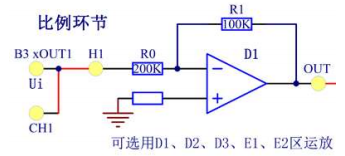 比例环节
R1
100K
B3 xOUT1
H1
R0
200K
D1
OUT
Ui
−
+
CH1
可选用D1、D2、D3、E1、E2区运放